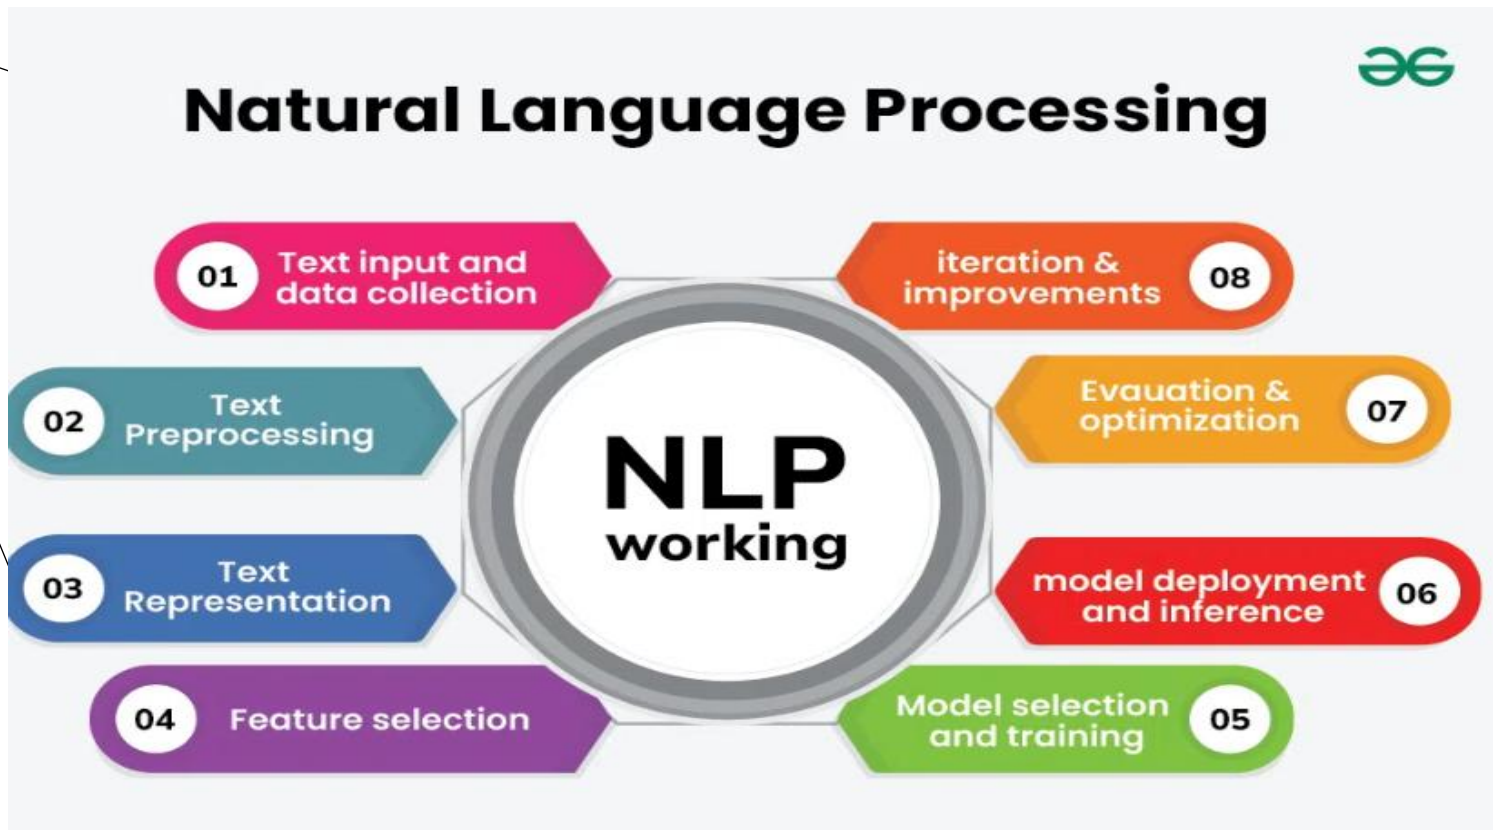 Natural Language Processing
01
Text input and
data collection
02
Text
Preprocessing
03
Text
Representation
04
Feature selection
NLP
working
iteration &
improvements
08
Evauation &
optimization
07
model deployment
and inference
06
Model selection
and training
05